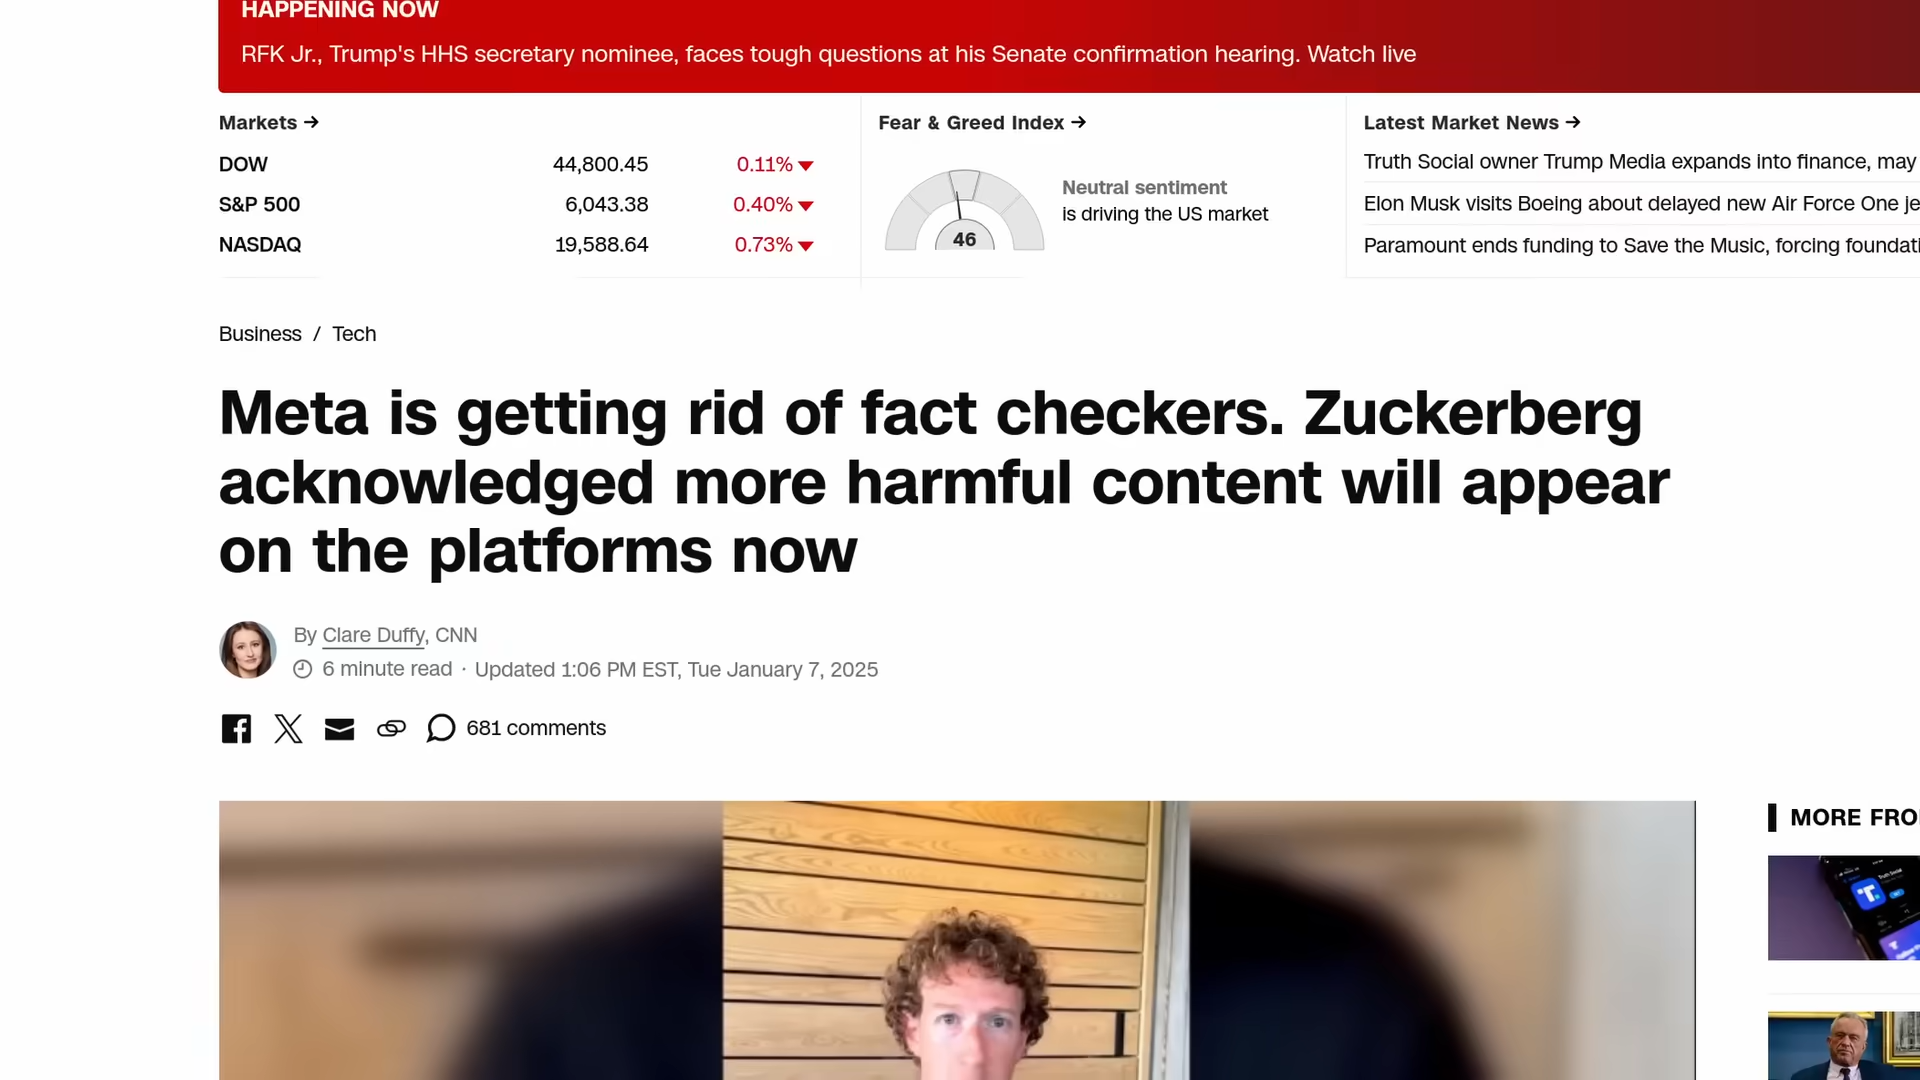 HAPPENING NOW
RFK Jr., Trump's HHS secretary nominee, faces tough questions at his Senate confirmation hearing. Watch live
Markets →
DOW 44,800.45 0.11%
S&P 500 6,043.38 0.40%
NASDAQ 19,588.64 0.73%
Fear & Greed Index →
46
Neutral sentiment
is driving the US market
Latest Market News →
Truth Social owner Trump Media expands into finance, may
Elon Musk visits Boeing about delayed new Air Force One je
Paramount ends funding to Save the Music, forcing foundati
Business / Tech
Meta is getting rid of fact checkers. Zuckerberg
acknowledged more harmful content will appear
on the platforms now
By Clare Duffy, CNN
6 minute read · Updated 1:06 PM EST, Tue January 7, 2025
681 comments
MORE FRO